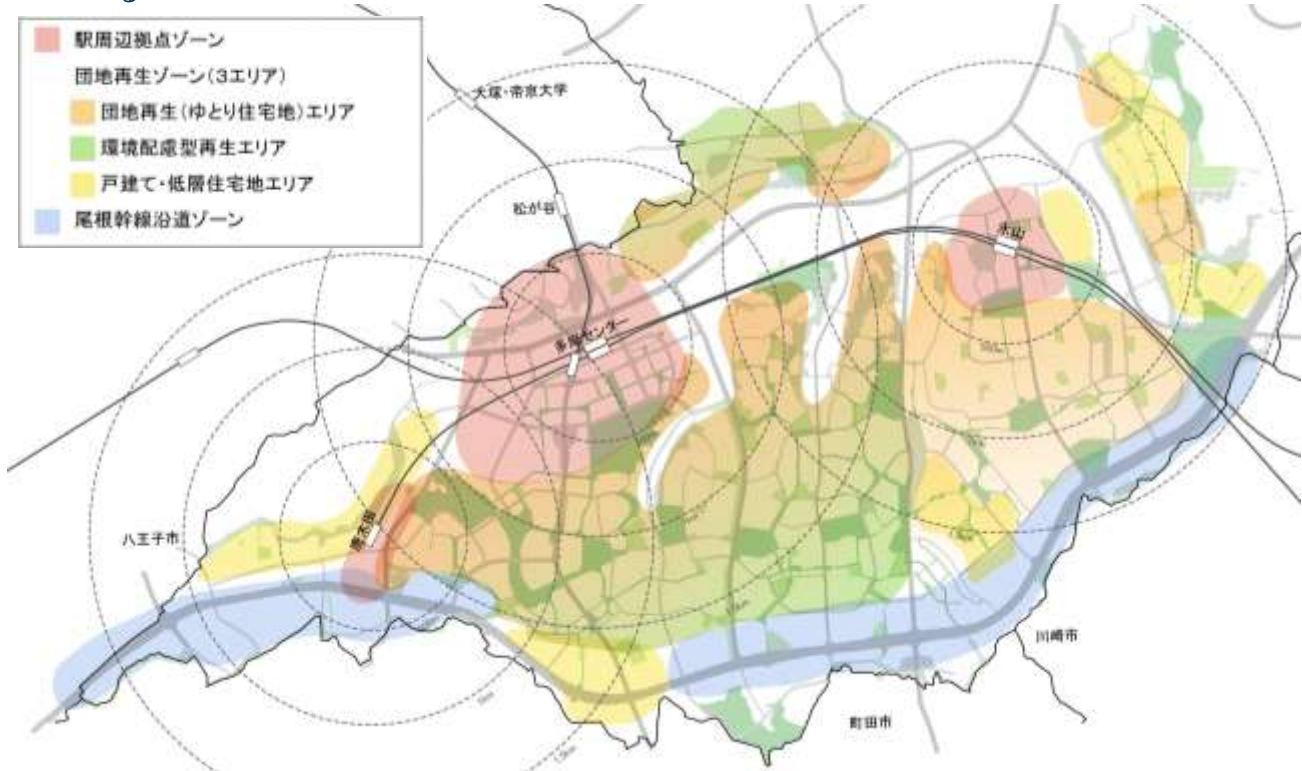 駅周辺拠点ゾーン
団地再生ゾーン(3エリア)
団地再生(ゆとり住宅地)エリア
環境配慮型再生エリア
戸建て・低層住宅地エリア
尾根幹線沿道ゾーン
大塚・帝京大学
松が谷
永山
多摩センター
唐木田
八王子市
川崎市
町田市
500m
1km
1.5km